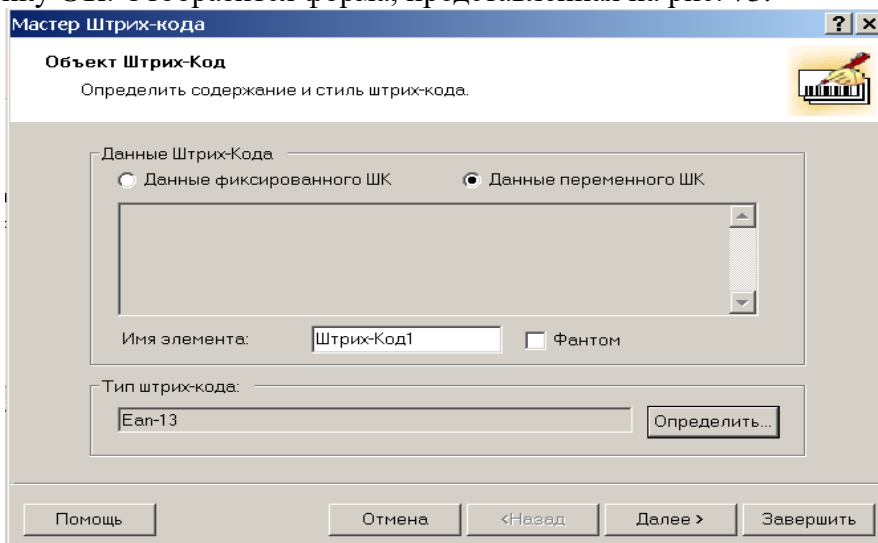 Мастер Штрих-кода
Объект Штрих-Код
Определить содержание и стиль штрих-кода.
Данные Штрих-Кода
Данные фиксированного ШК Данные переменного ШК
Имя элемента: Штрих-Код1 Фантом
Тип штрих-кода:
Ean-13 Определить...
Помощь Отмена <Назад Далее > Завершить